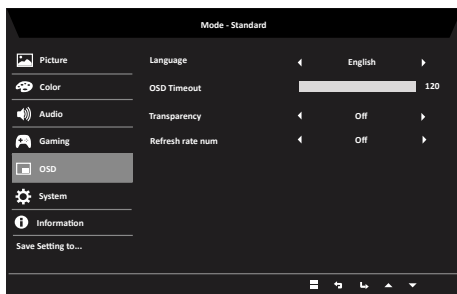 Mode - Standard
Picture
Language English
Color
OSD Timeout 120
Audio
Transparency Off
Gaming
Refresh rate num Off
OSD
System
Information
Save Setting to...